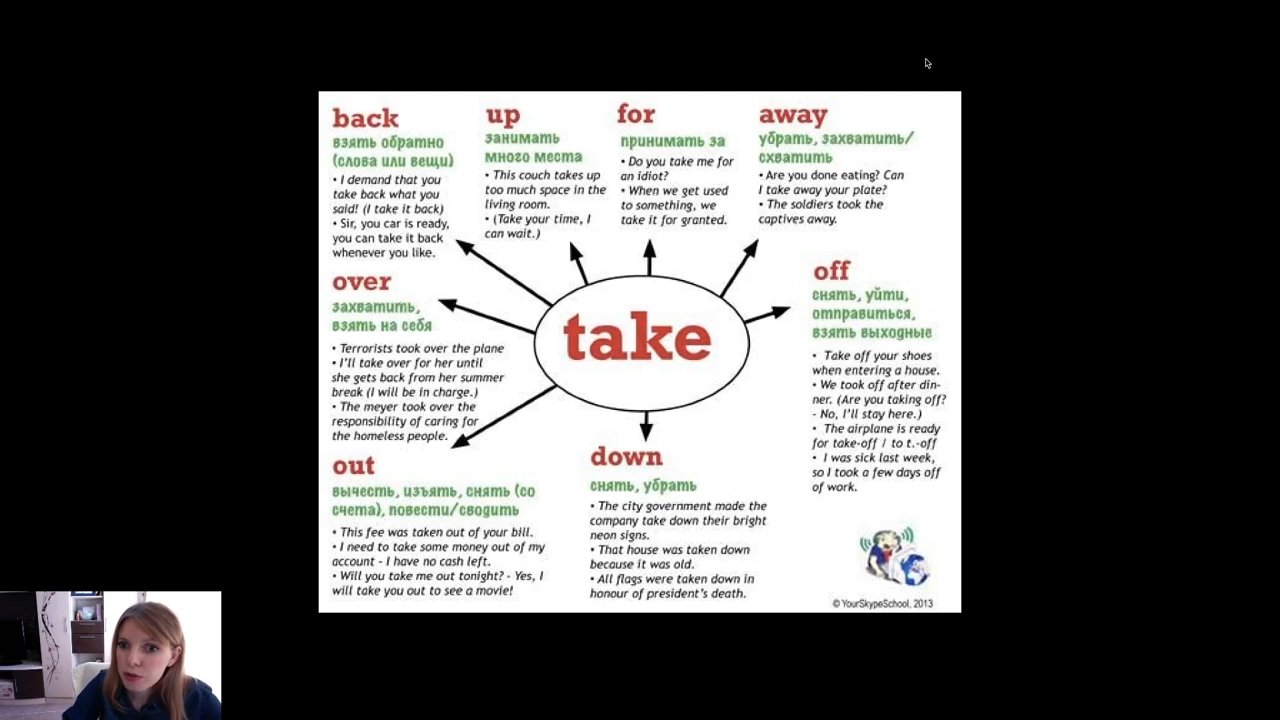 back
взять обратно
(слова или вещи)
• I demand that you
take back what you
said! (I take it back)
• Sir, you car is ready,
you can take it back
whenever you like.
up
занимать
много места
• This couch takes up
too much space in the
living room.
• (Take your time, I
can wait.)
for
принимать за
• Do you take me for
an idiot?
• When we get used
to something, we
take it for granted.
away
убрать, захватить/
схватить
• Are you done eating? Can
I take away your plate?
• The soldiers took the
captives away.
over
захватить,
взять на себя
• Terrorists took over the plane
• I'll take over for her until
she gets back from her summer
break (I will be in charge.)
• The meyer took over the
responsibility of caring for
the homeless people.
take
off
снять, уйти,
отправиться,
взять выходные
• Take off your shoes
when entering a house.
• We took off after din-
ner. (Are you taking off?
- No, I'll stay here.)
• The airplane is ready
for take-off / to t.-off
• I was sick last week,
so I took a few days off
of work.
out
вычесть, изъять, снять (со
счета), повести/сводить
• This fee was taken out of your bill.
• I need to take some money out of my
account - I have no cash left.
• Will you take me out tonight? - Yes, I
will take you out to see a movie!
down
снять, убрать
• The city government made the
company take down their bright
neon signs.
• That house was taken down
because it was old.
• All flags were taken down in
honour of president's death.
© YourSkypeSchool, 2013